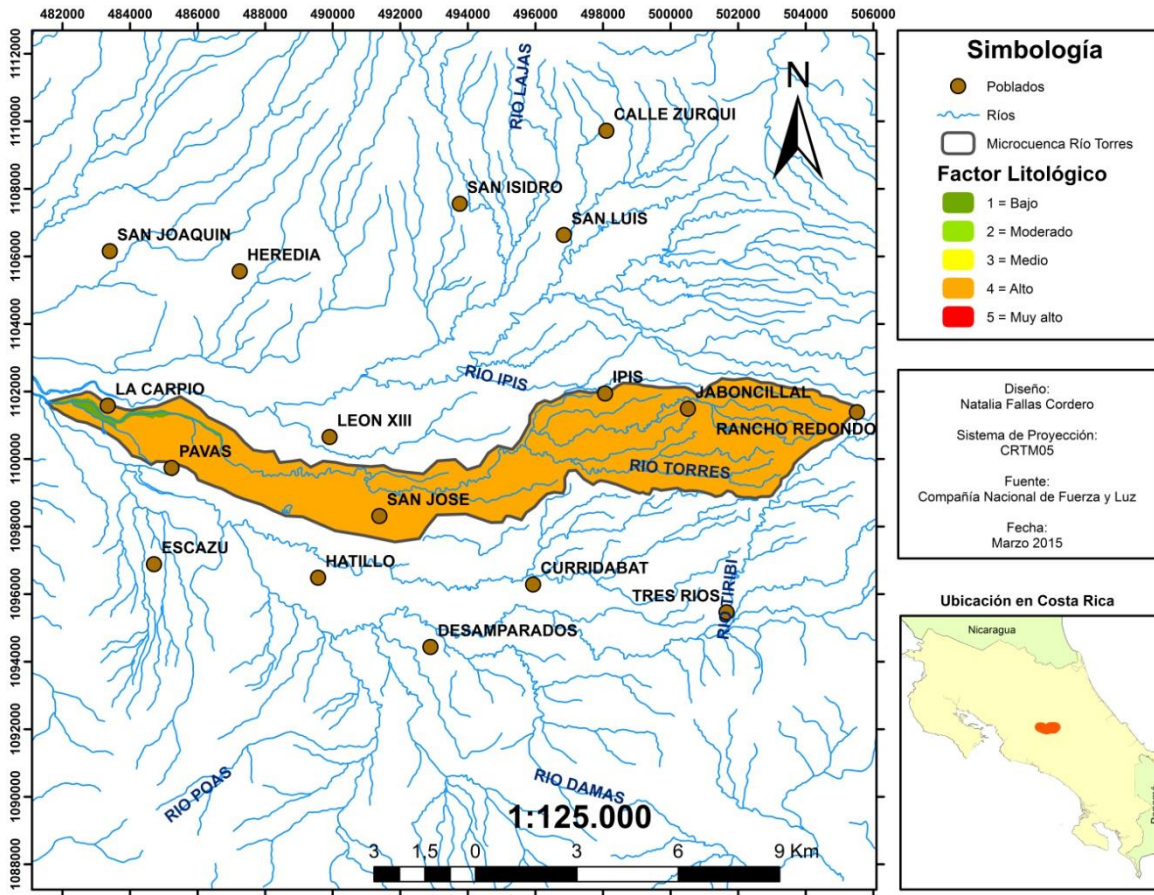 482000 484000 486000 488000 490000 492000 494000 496000 498000 500000 502000 504000 506000
1112000
1110000
1108000
1106000
1104000
1102000
1100000
1098000
1096000
1094000
1092000
1090000
1088000
N
RIO LAJAS
CALLE ZURQUI
SAN ISIDRO
SAN LUIS
SAN JOAQUIN
HEREDIA
RIO IPIS
IPIS
LA CARPIO
JABONCILLAL
LEON XIII
RANCHO REDONDO
PAVAS
RIO TORRES
SAN JOSE
ESCAZU
HATILLO
CURRIDABAT
TRES RIOS
RIO TIRIBI
DESAMPARADOS
RIO POAS
RIO DAMAS
1:125.000
3 1,5 0 3 6 9 Km
Simbología
Poblados
Ríos
Microcuenca Río Torres
Factor Litológico
1 = Bajo
2 = Moderado
3 = Medio
4 = Alto
5 = Muy alto
Diseño:
Natalia Fallas Cordero
Sistema de Proyección:
CRTM05
Fuente:
Compañía Nacional de Fuerza y Luz
Fecha:
Marzo 2015
Ubicación en Costa Rica
Nicaragua
Panamá